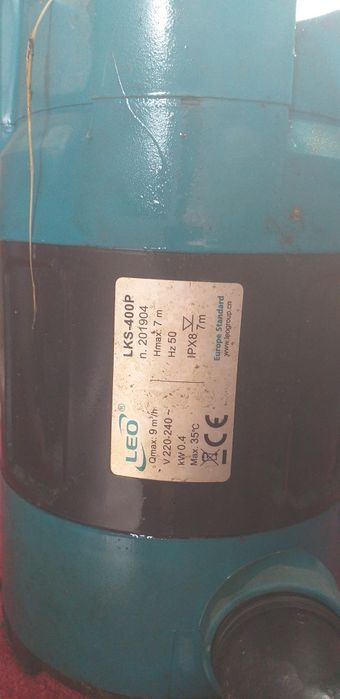 LEO®
LKS-400P
n. 201904
Qmax: 9 m³/h
Hmax: 7 m
V 220-240 ~
Hz 50
kW 0.4
IPX8 7m
Max. 35℃
CE
Europe Standard
www.leogroup.cn